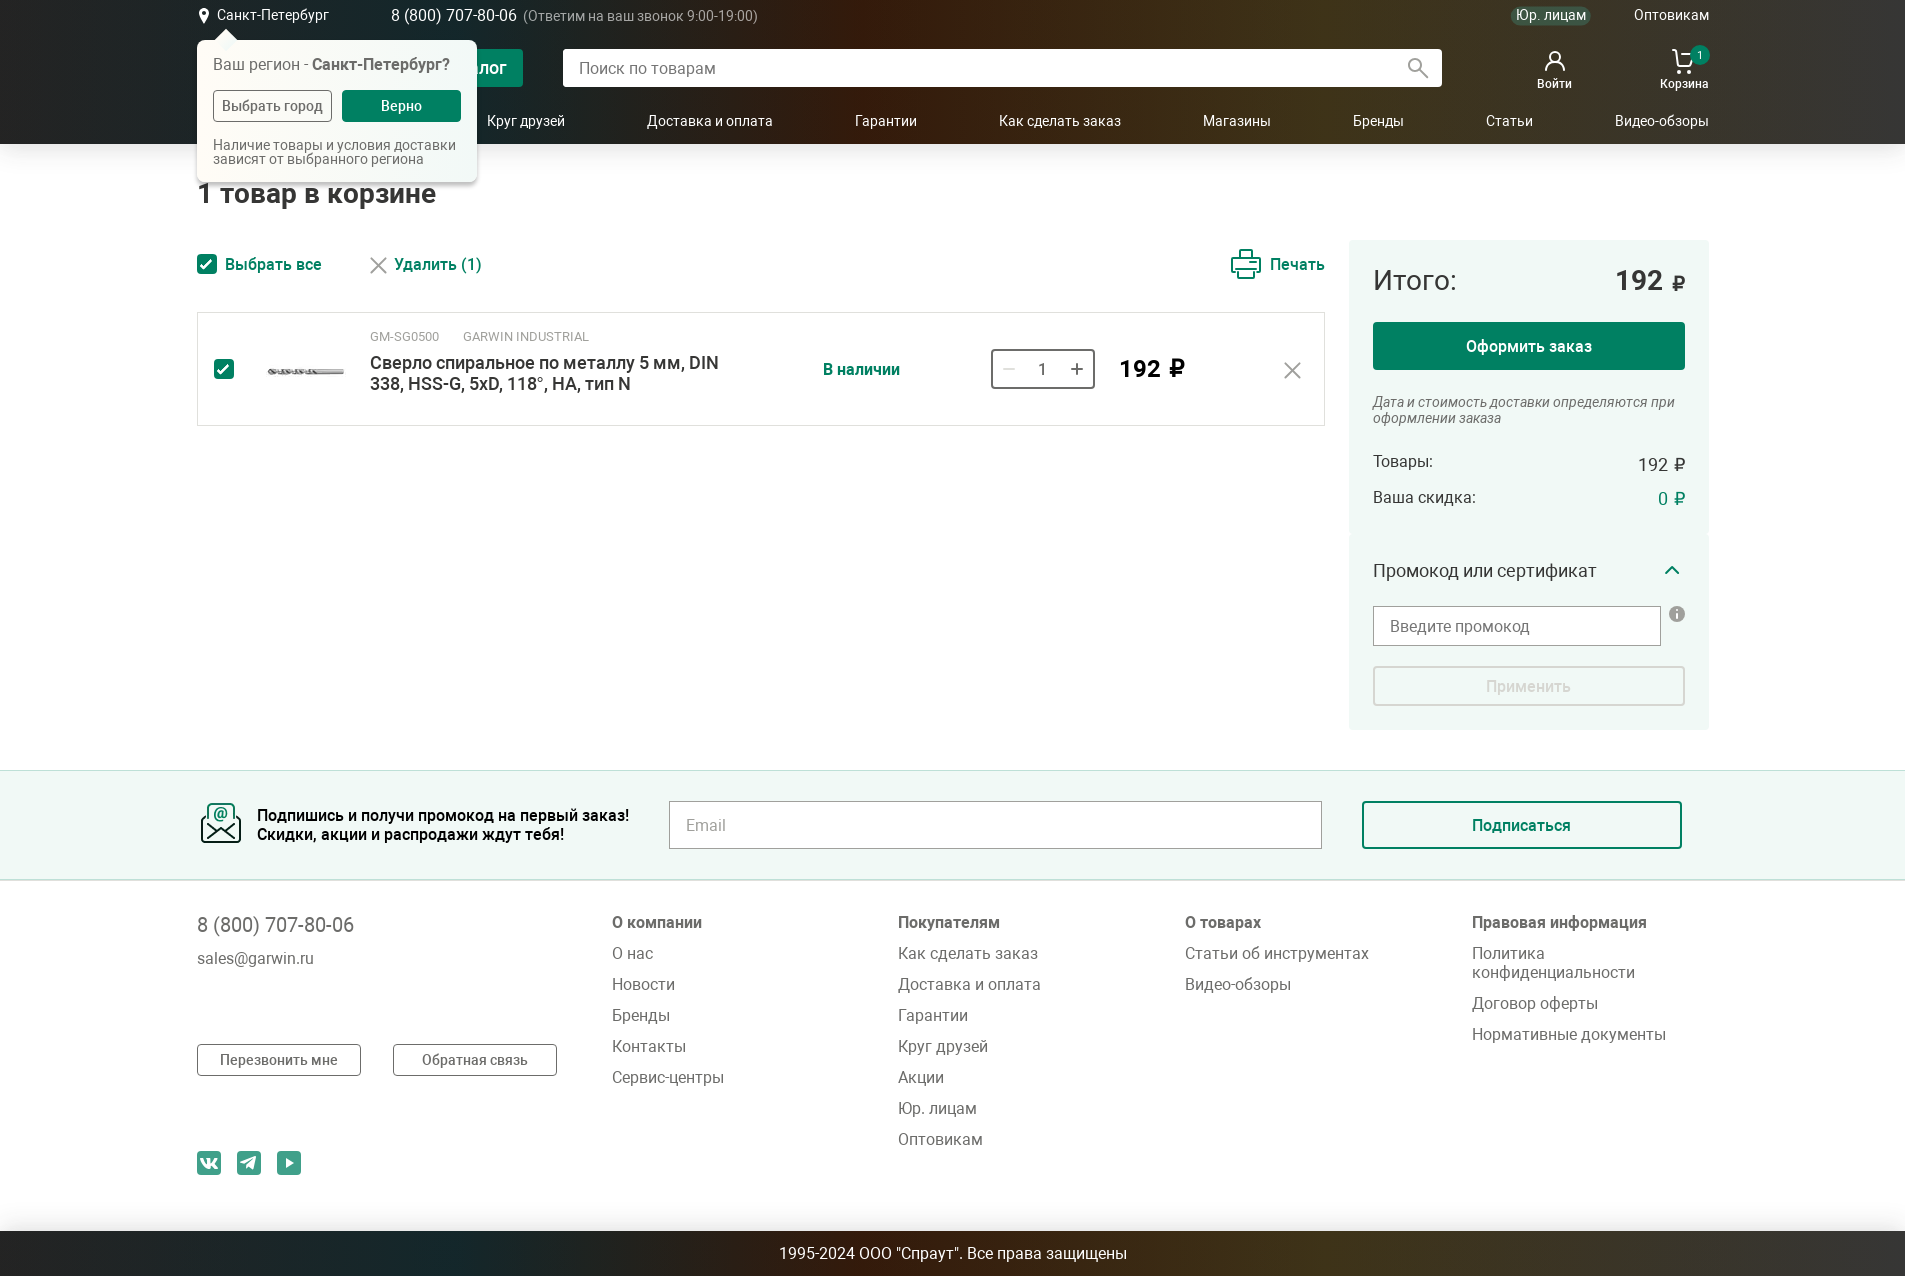 Санкт-Петербург
8 (800) 707-80-06 (Ответим на ваш звонок 9:00-19:00)
Юр. лицам
Оптовикам
Ваш регион - Санкт-Петербург?
Выбрать город
Верно
Наличие товары и условия доставки
зависят от выбранного региона
лог
Поиск по товарам
Войти
1
Корзина
Круг друзей
Доставка и оплата
Гарантии
Как сделать заказ
Магазины
Бренды
Статьи
Видео-обзоры
1 товар в корзине
Выбрать все
Удалить (1)
Печать
GM-SG0500
GARWIN INDUSTRIAL
Сверло спиральное по металлу 5 мм, DIN
338, HSS-G, 5xD, 118°, HA, тип N
В наличии
1
192 ₽
Итого:
192 ₽
Оформить заказ
Дата и стоимость доставки определяются при
оформлении заказа
Товары:
192 ₽
Ваша скидка:
0 ₽
Промокод или сертификат
Введите промокод
Применить
Подпишись и получи промокод на первый заказ!
Скидки, акции и распродажи ждут тебя!
Email
Подписаться
8 (800) 707-80-06
sales@garwin.ru
Перезвонить мне
Обратная связь
О компании
О нас
Новости
Бренды
Контакты
Сервис-центры
Покупателям
Как сделать заказ
Доставка и оплата
Гарантии
Круг друзей
Акции
Юр. лицам
Оптовикам
О товарах
Статьи об инструментах
Видео-обзоры
Правовая информация
Политика
конфиденциальности
Договор оферты
Нормативные документы
1995-2024 ООО "Спраут". Все права защищены